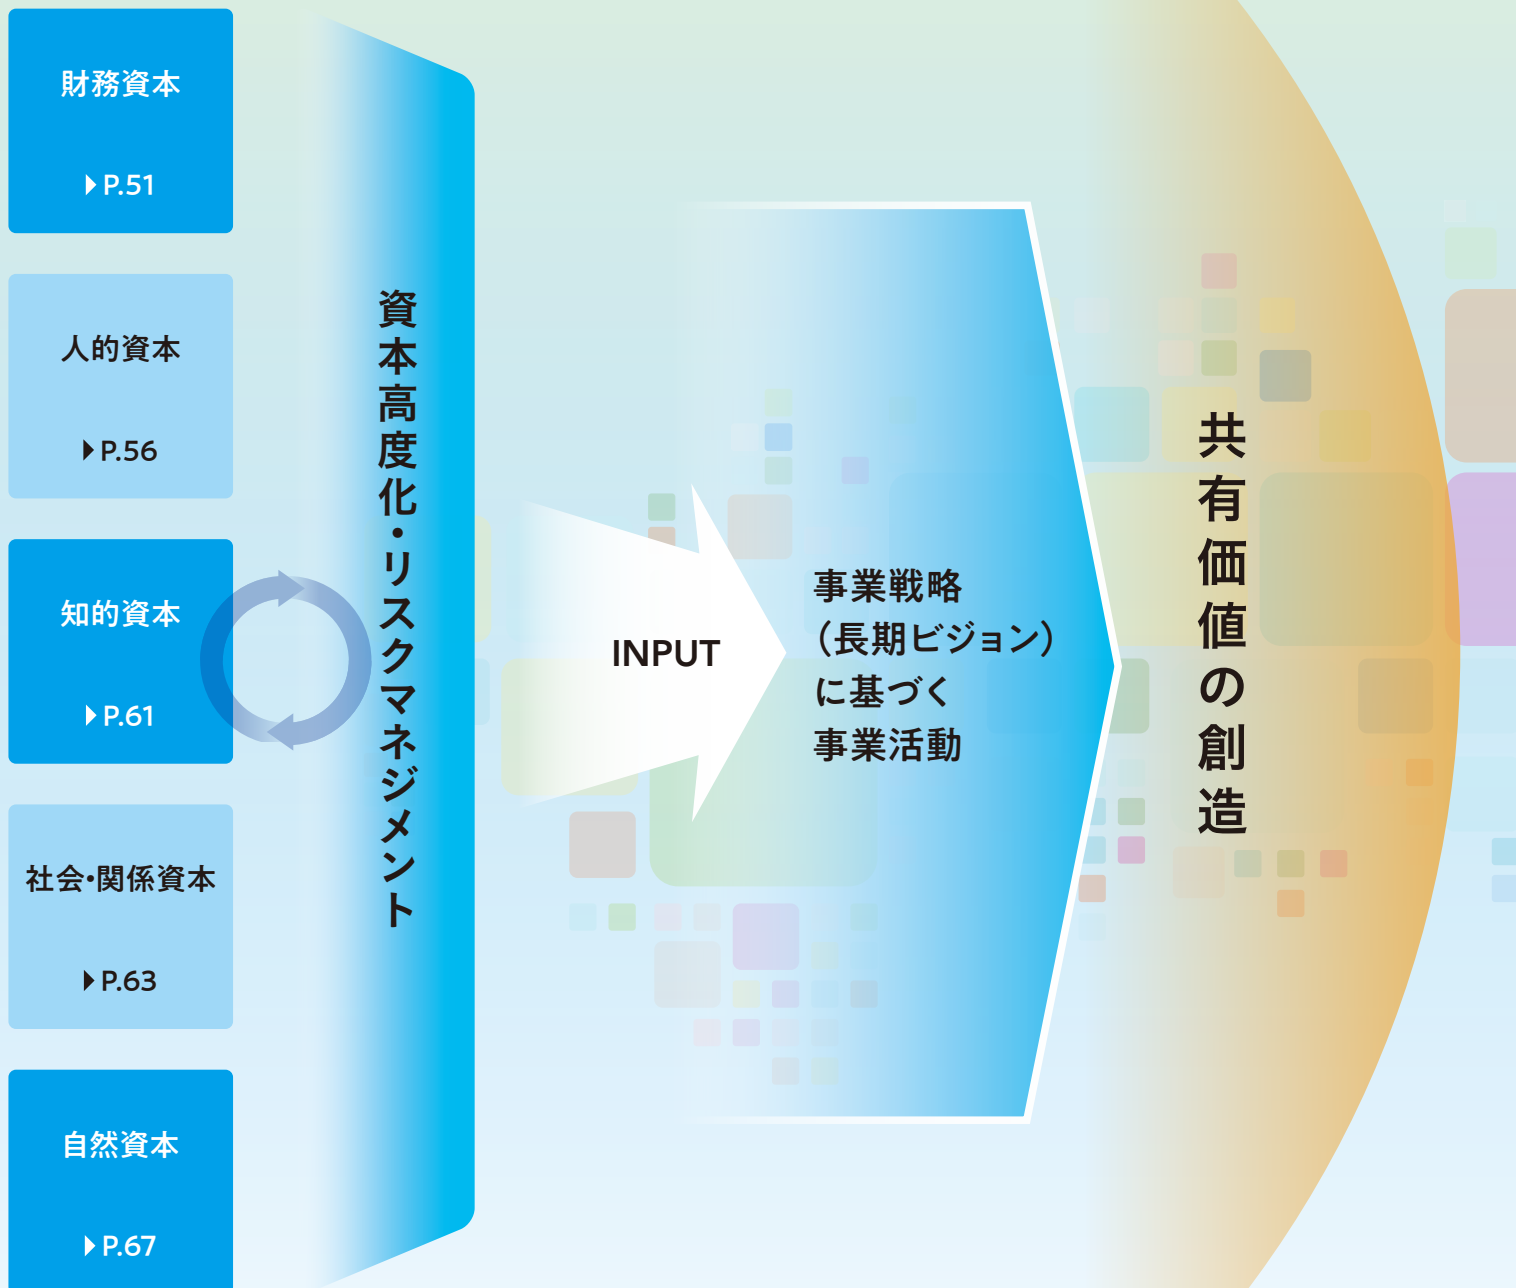 財務資本
P.51
人的資本
P.56
知的資本
P.61
社会・関係資本
P.63
自然資本
P.67
資本高度化・リスクマネジメント
INPUT
事業戦略
（長期ビジョン）
に基づく
事業活動
共有価値の創造